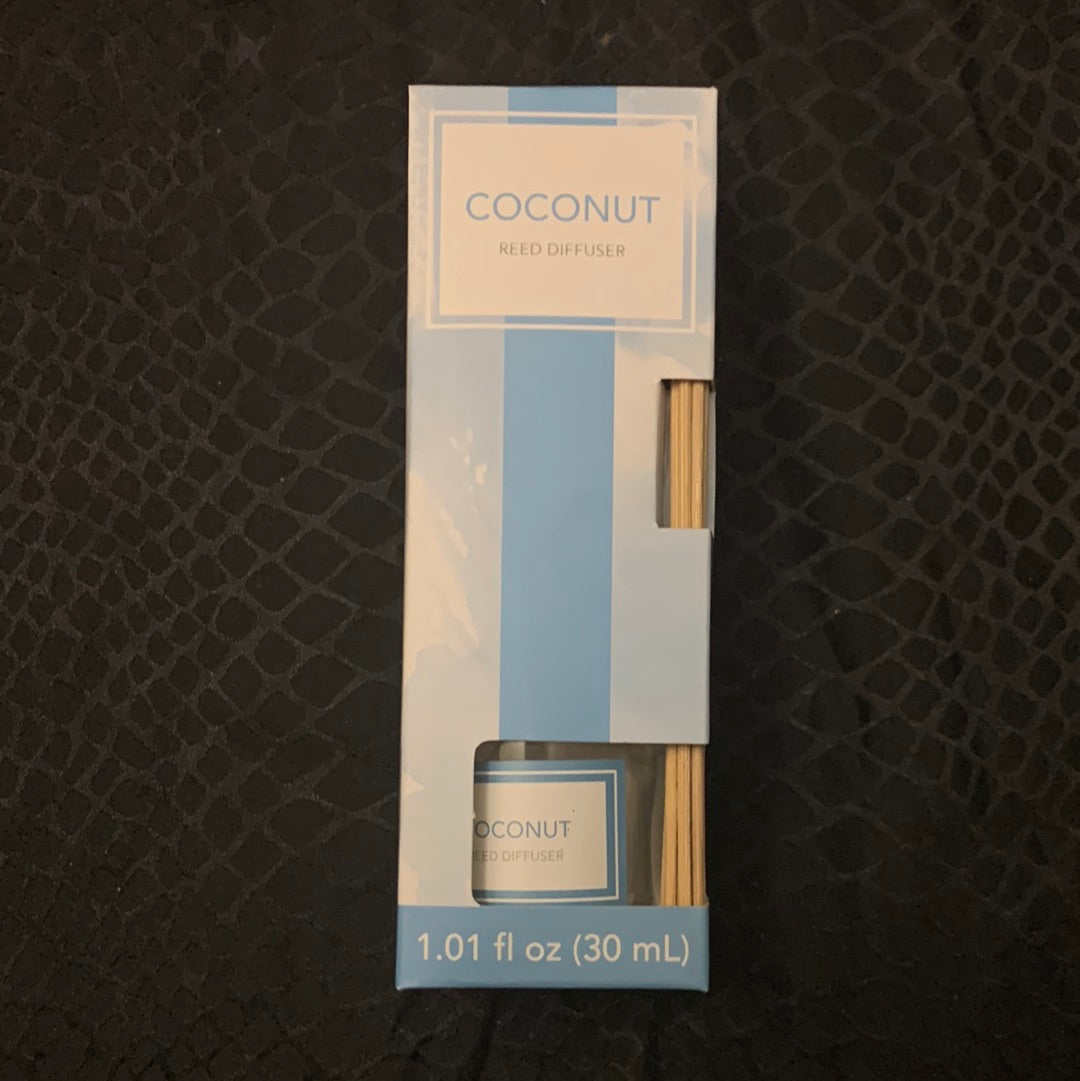 COCONUT
REED DIFFUSER
OCONUT
EED DIFFUSER
1.01 fl oz (30 mL)